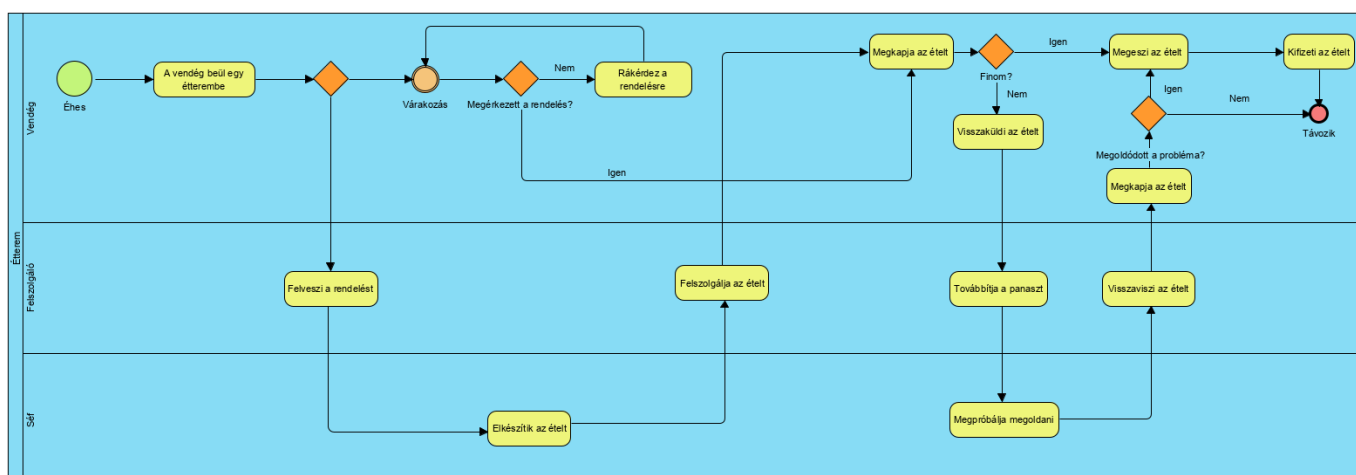 Étterem
Vendég
Éhes
A vendég beül egy
étterembe
Várakozás
Megérkezett a rendelés?
Nem
Rákérdez a
rendelésre
Igen
Megkapja az ételt
Finom?
Igen
Nem
Visszaküldi az ételt
Megeszi az ételt
Kifizeti az ételt
Igen
Nem
Távozik
Megoldódott a probléma?
Megkapja az ételt
Felszolgáló
Felveszi a rendelést
Felszolgálja az ételt
Továbbítja a panaszt
Visszaviszi az ételt
Séf
Elkészítik az ételt
Megpróbálja megoldani